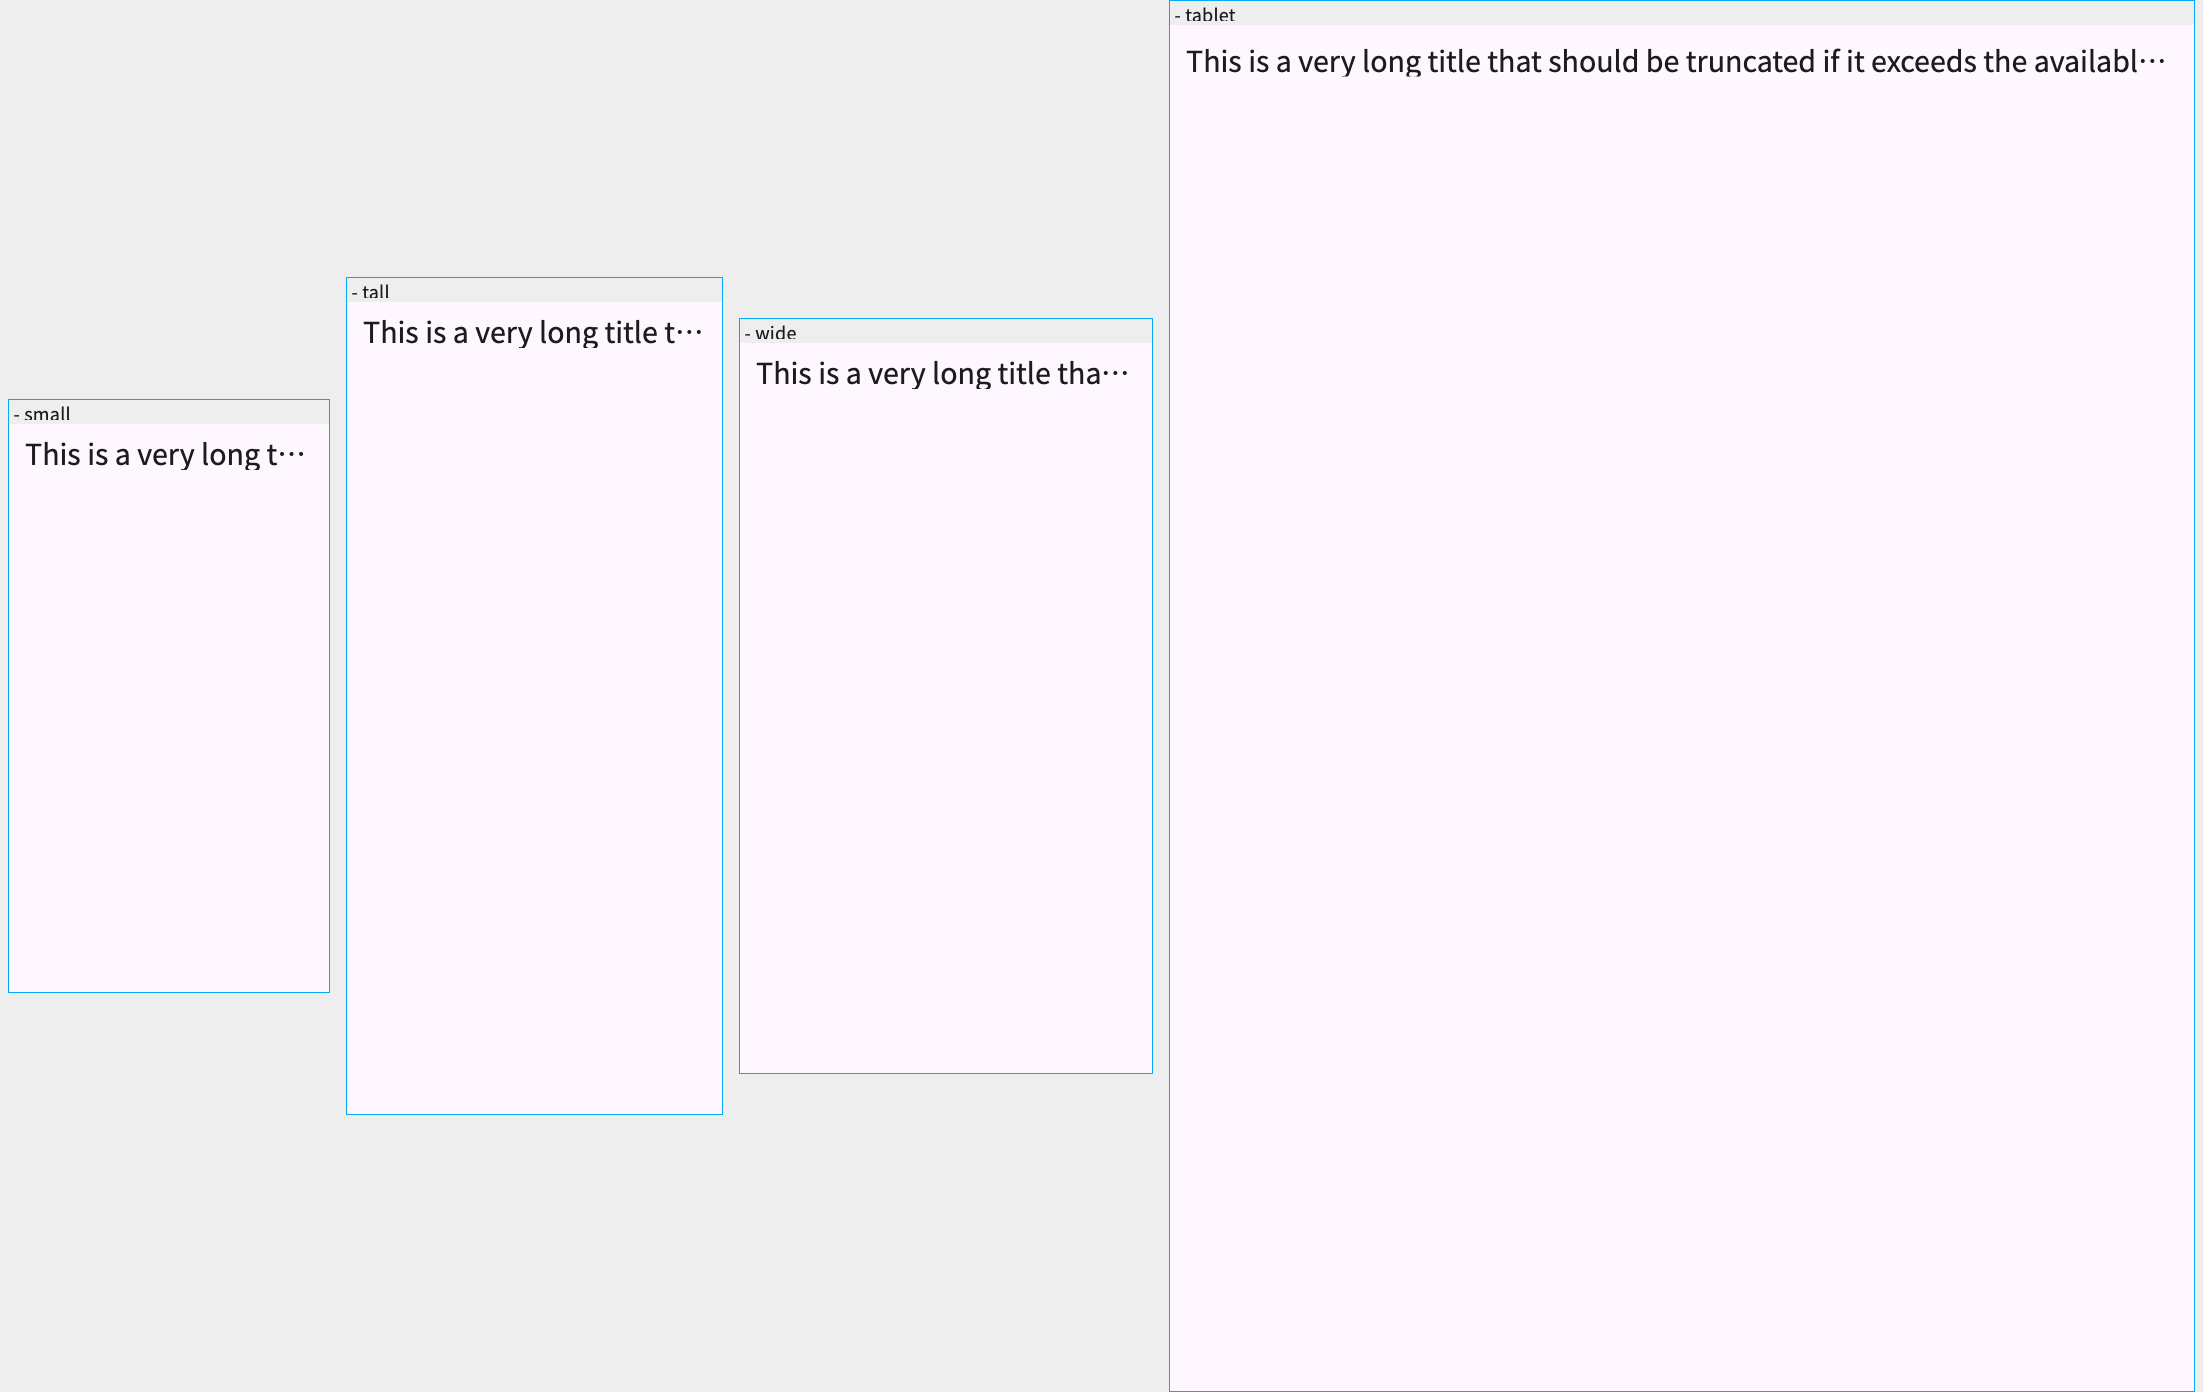 - small
This is a very long t…
- tall
This is a very long title t…
- wide
This is a very long title tha…
- tablet
This is a very long title that should be truncated if it exceeds the availabl…